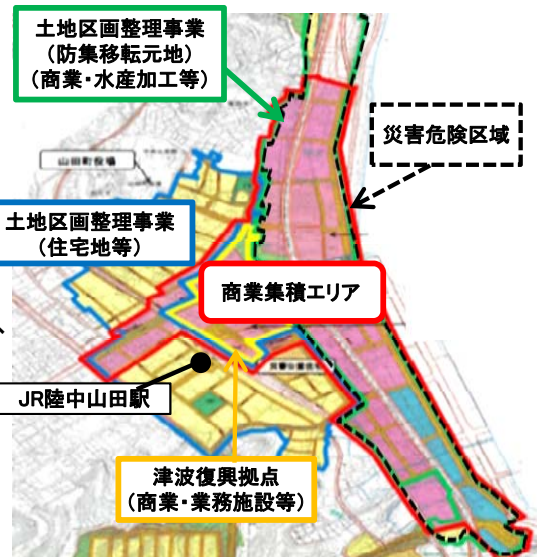 土地区画整理事業
(防集移転元地)
(商業・水産加工等)
災害危険区域
山田町役場
土地区画整理事業
(住宅地等)
商業集積エリア
JR陸中山田駅
津波復興拠点
(商業・業務施設等)